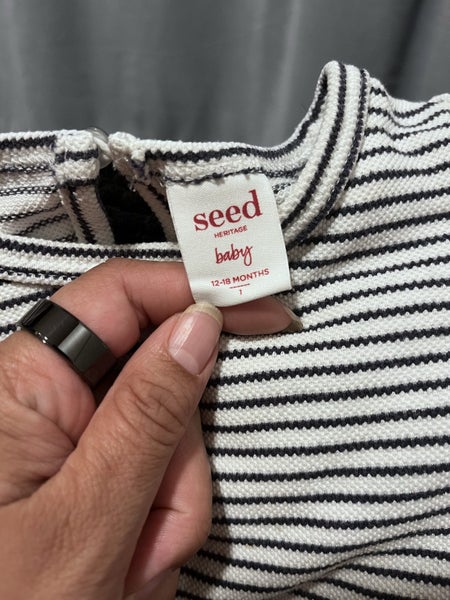 seed
HERITAGE
baby
12-18 MONTHS
1